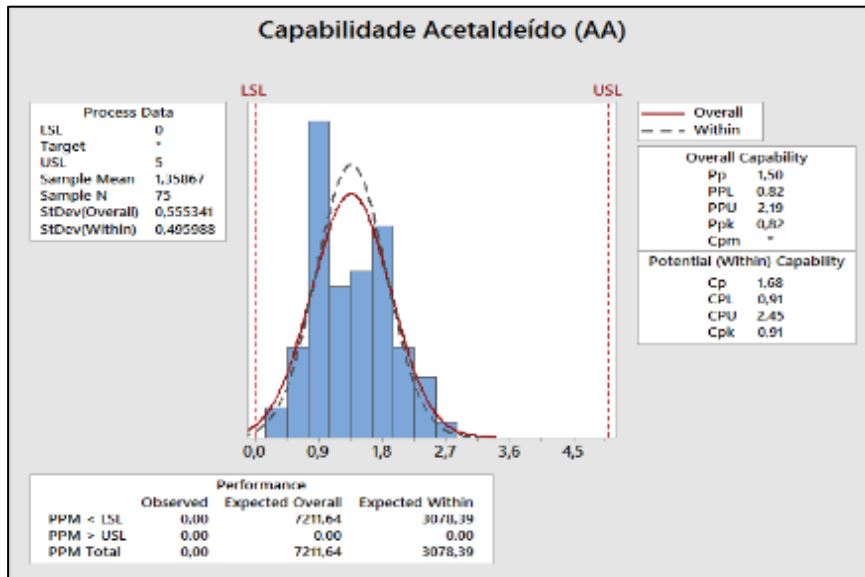 Capabilidade Acetaldeído (AA)
LSL USL
Process Data
LSL 0
Target *
USL 5
Sample Mean 1,35867
Sample N 75
StDev(Overall) 0,555341
StDev(Within) 0,495988
Overall
Within
Overall Capability
Pp 1,50
PPL 0,82
PPU 2,19
Ppk 0,82
Cpm *
Potential (Within) Capability
Cp 1,68
CPL 0,91
CPU 2,45
Cpk 0,91
0,0 0,9 1,8 2,7 3,6 4,5
Performance
Observed Expected Overall Expected Within
PPM < LSL 0,00 7211,64 3078,39
PPM > USL 0,00 0,00 0,00
PPM Total 0,00 7211,64 3078,39